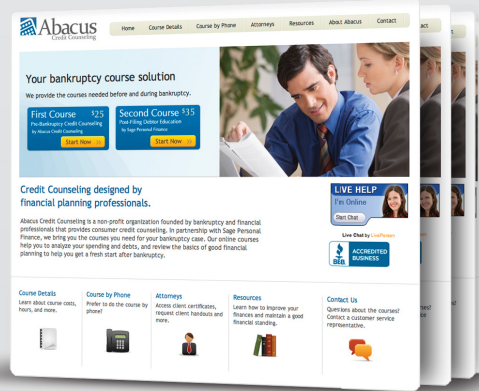 Abacus
Credit Counseling
Home Course Details Course by Phone Attorneys Resources About Abacus Contact
Your bankruptcy course solution
We provide the courses needed before and during bankruptcy.
First Course $25
Pre-Bankruptcy Credit Counseling
by Abacus Credit Counseling
Start Now
Second Course $35
Post-Filing Debtor Education
by Sage Personal Finance
Start Now
Credit Counseling designed by
financial planning professionals.
Abacus Credit Counseling is a non-profit organization founded by bankruptcy and financial
professionals that provides consumer credit counseling. In partnership with Sage Personal
Finance, we bring you the courses you need for your bankruptcy case. Our online courses
help you to analyze your spending and debts, and review the basics of good financial
planning to help you get a fresh start after bankruptcy.
LIVE HELP
I'm Online
Start Chat
Live Chat by LivePerson
BBB
ACCREDITED
BUSINESS
Course Details
Learn about course costs,
hours, and more.
Course by Phone
Prefer to do the course by
phone?
Attorneys
Access client certificates,
request client handouts and
more.
Resources
Learn how to improve your
finances and maintain a good
financial standing.
Contact Us
Questions about the courses?
Contact a customer service
representative.